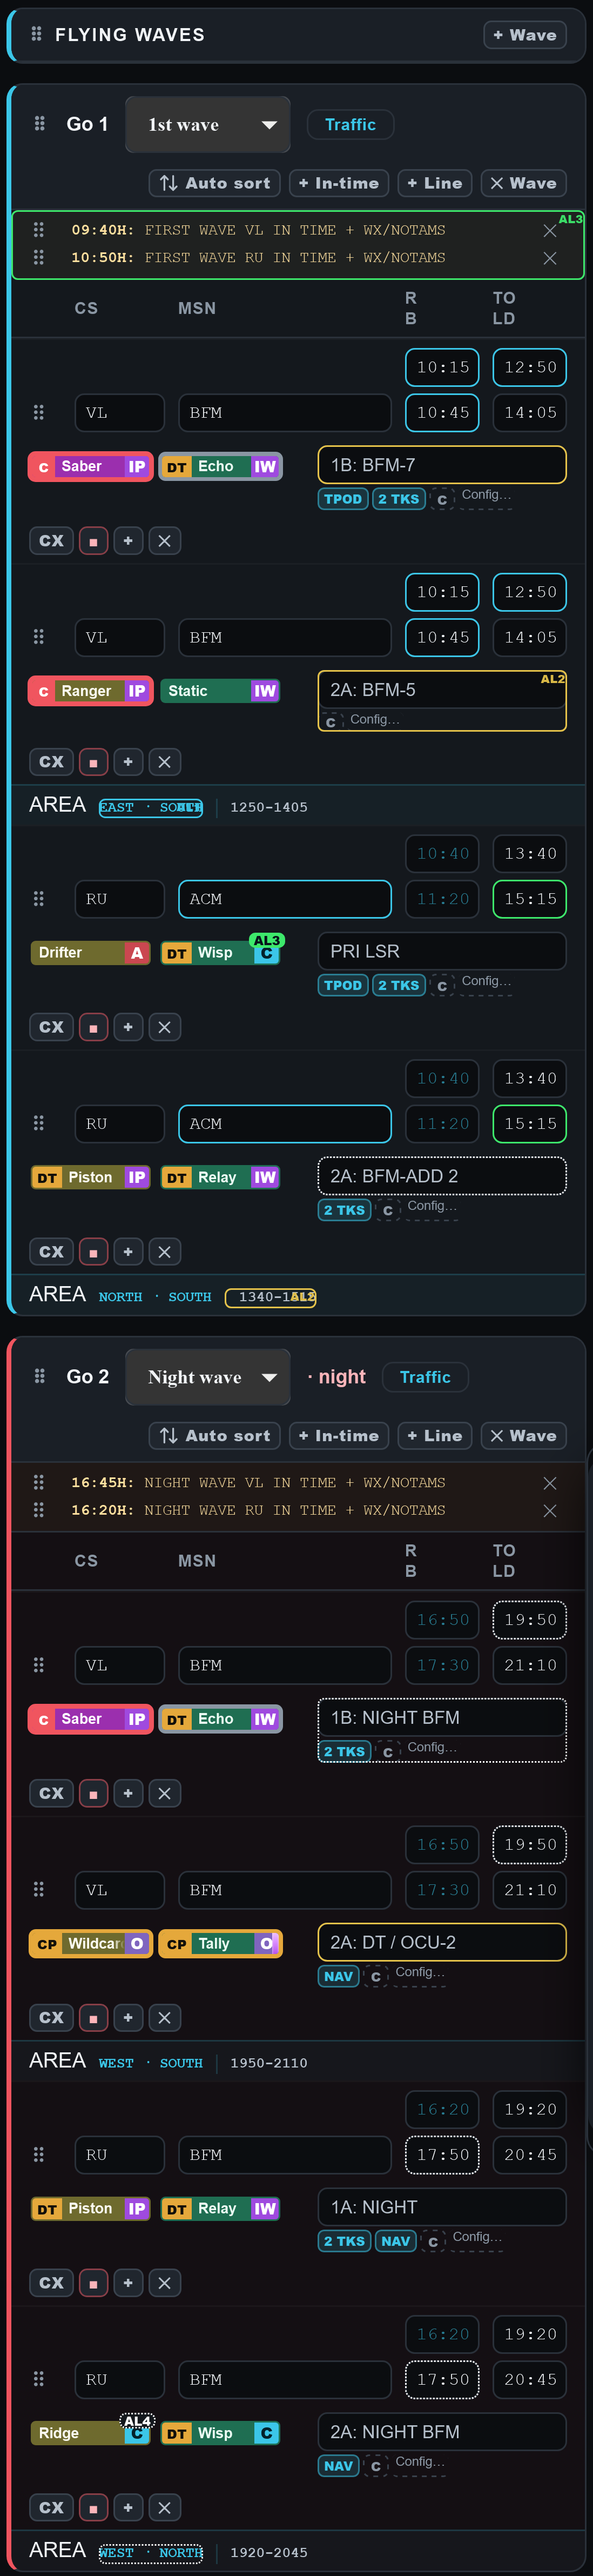 FLYING WAVES + Wave
Go 1 1st wave Traffic
Auto sort + In-time + Line × Wave
AL3
09:40H: FIRST WAVE VL IN TIME + WX/NOTAMS
10:50H: FIRST WAVE RU IN TIME + WX/NOTAMS
CS MSN R TO
B LD
10:15 12:50
VL BFM 10:45 14:05
C Saber IP DT Echo IW 1B: BFM-7
TPOD 2 TKS C Config...
CX + ×
10:15 12:50
VL BFM 10:45 14:05
C Ranger IP Static IW 2A: BFM-5 AL2
C Config...
CX + ×
AREA EAST · SOUTH 1250-1405
10:40 13:40
RU ACM 11:20 15:15
AL3
Drifter A DT Wisp C PRI LSR
TPOD 2 TKS C Config...
CX + ×
10:40 13:40
RU ACM 11:20 15:15
DT Piston IP DT Relay IW 2A: BFM-ADD 2
2 TKS C Config...
CX + ×
AREA NORTH · SOUTH 1340-1515 AL2
Go 2 Night wave · night Traffic
Auto sort + In-time + Line × Wave
16:45H: NIGHT WAVE VL IN TIME + WX/NOTAMS
16:20H: NIGHT WAVE RU IN TIME + WX/NOTAMS
CS MSN R TO
B LD
16:50 19:50
VL BFM 17:30 21:10
C Saber IP DT Echo IW 1B: NIGHT BFM
2 TKS C Config...
CX + ×
16:50 19:50
VL BFM 17:30 21:10
CP Wildcar O CP Tally O 2A: DT / OCU-2
NAV C Config...
CX + ×
AREA WEST · SOUTH 1950-2110
16:20 19:20
RU BFM 17:50 20:45
DT Piston IP DT Relay IW 1A: NIGHT
2 TKS NAV C Config...
CX + ×
16:20 19:20
RU BFM 17:50 20:45
AL4
Ridge C DT Wisp C 2A: NIGHT BFM
NAV C Config...
CX + ×
AREA WEST · NORTH 1920-2045